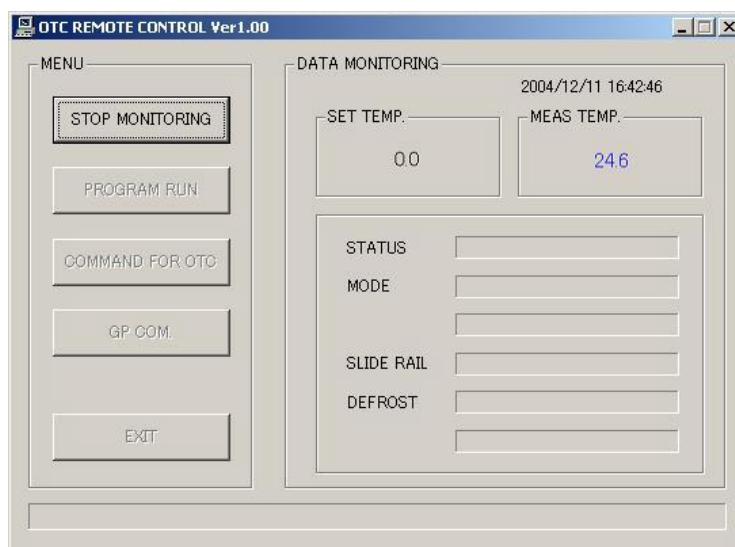 OTC REMOTE CONTROL Ver1.00
MENU
STOP MONITORING
PROGRAM RUN
COMMAND FOR OTC
GP COM.
EXIT
DATA MONITORING
2004/12/11 16:42:46
SET TEMP.
0.0
MEAS TEMP.
24.6
STATUS
MODE
SLIDE RAIL
DEFROST